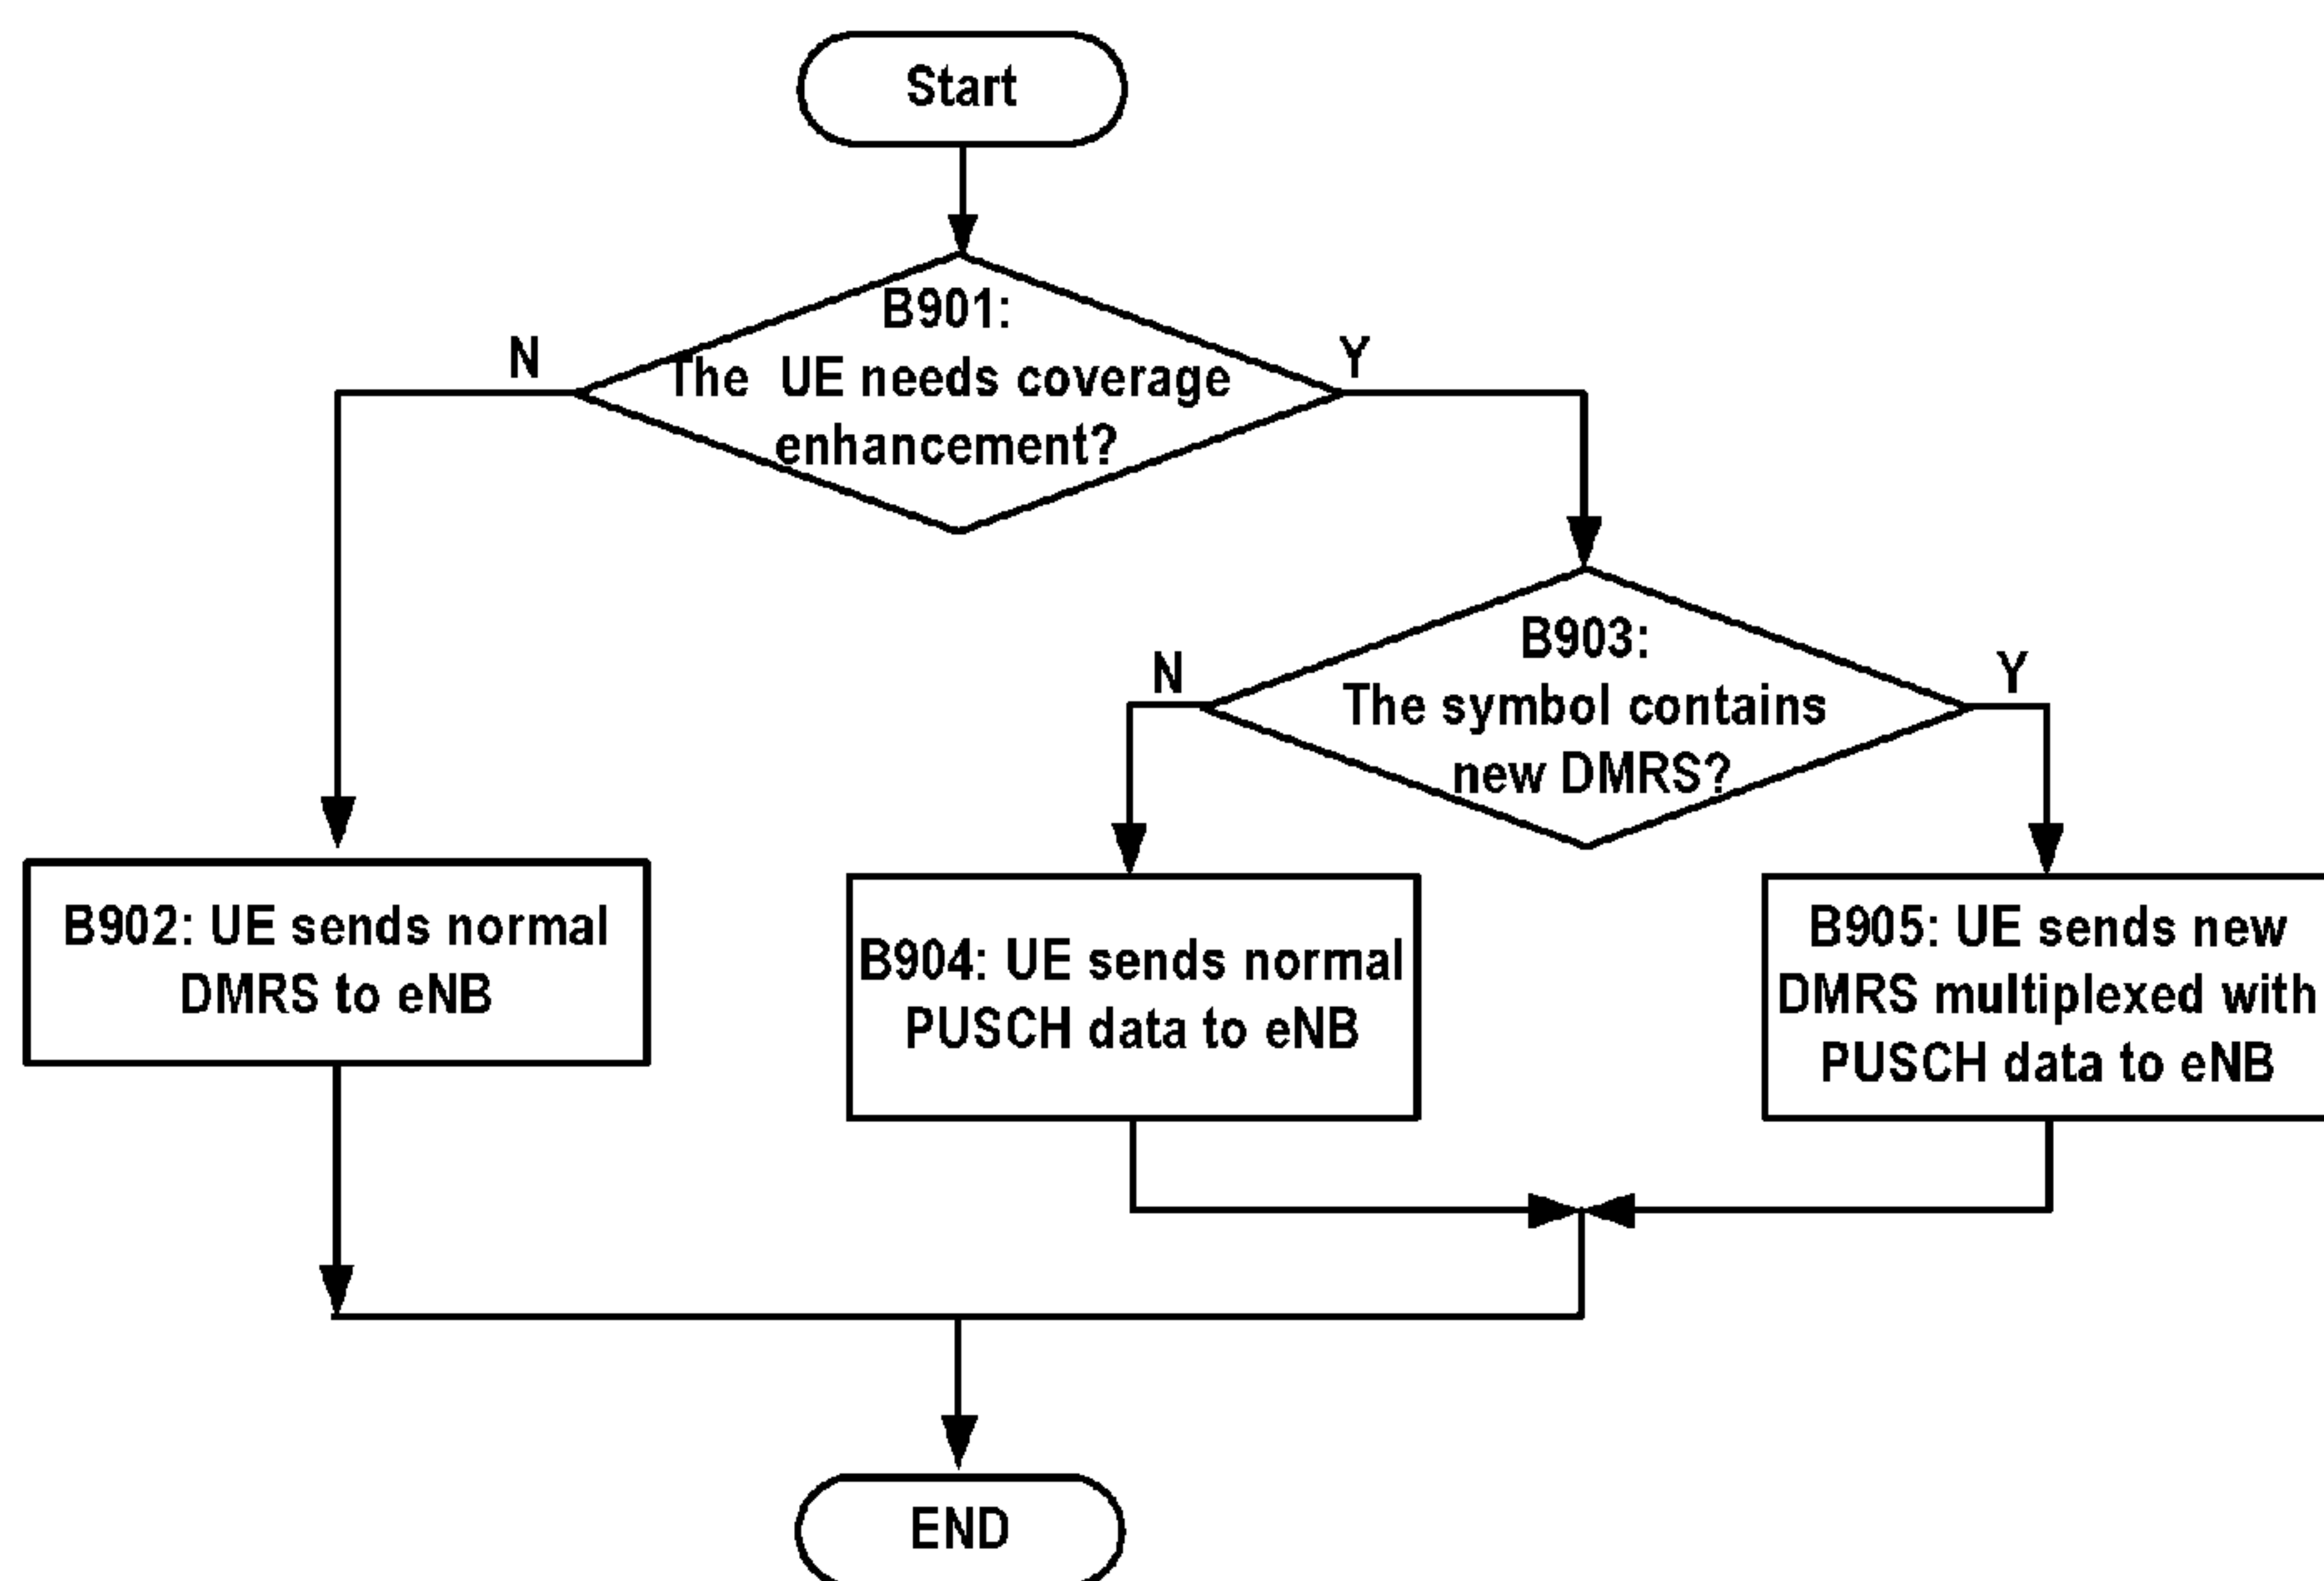 Start
B901:
The UE needs coverage
enhancement?
N
Y
B903:
The symbol contains
new DMRS?
N
Y
B902: UE sends normal
DMRS to eNB
B904: UE sends normal
PUSCH data to eNB
B905: UE sends new
DMRS multiplexed with
PUSCH data to eNB
END